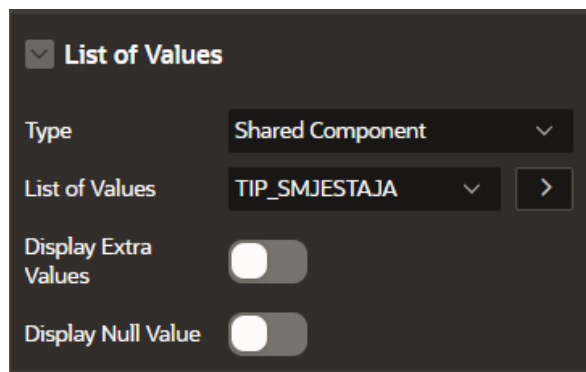 List of Values
Type Shared Component
List of Values TIP_SMJESTAJA
Display Extra
Values
Display Null Value